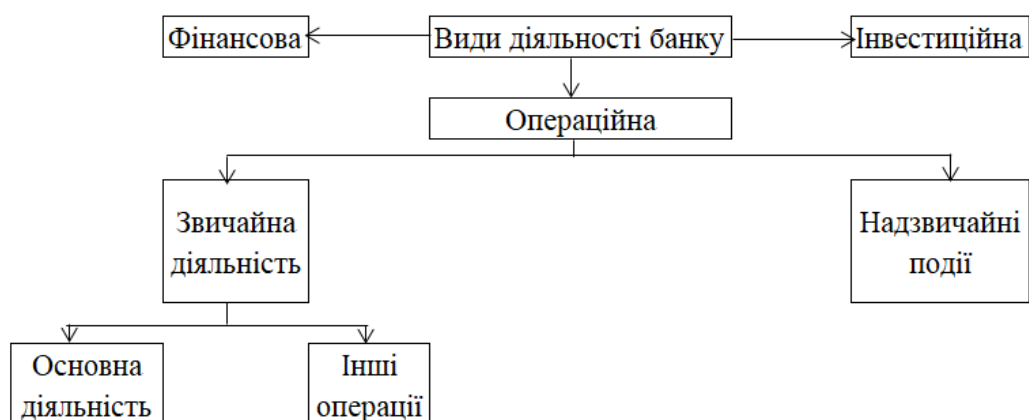 Фінансова
Види діяльності банку
Інвестиційна
Операційна
Звичайна
діяльність
Надзвичайні
події
Основна
діяльність
Інші
операції